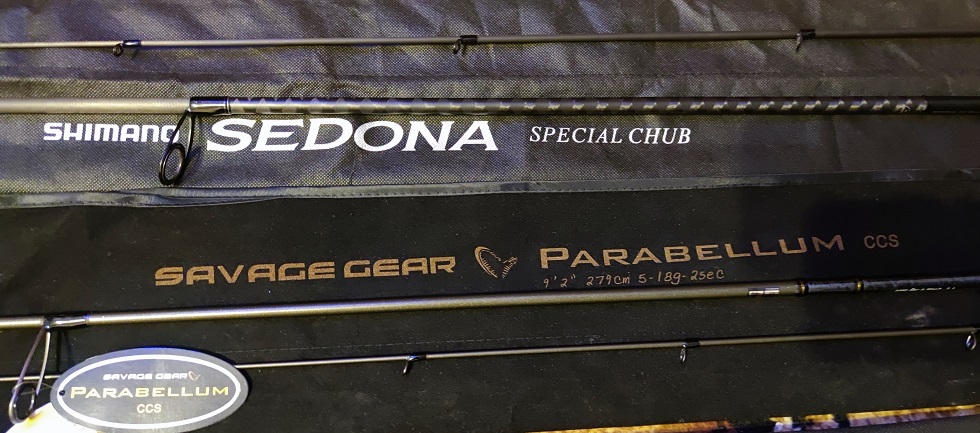 SHIMANO SEDONA SPECIAL CHUB
SAVAGE GEAR PARABELLUM CCS
9'2" 279cm 5-18g-2sec
SAVAGE GEAR
PARABELLUM
CCS